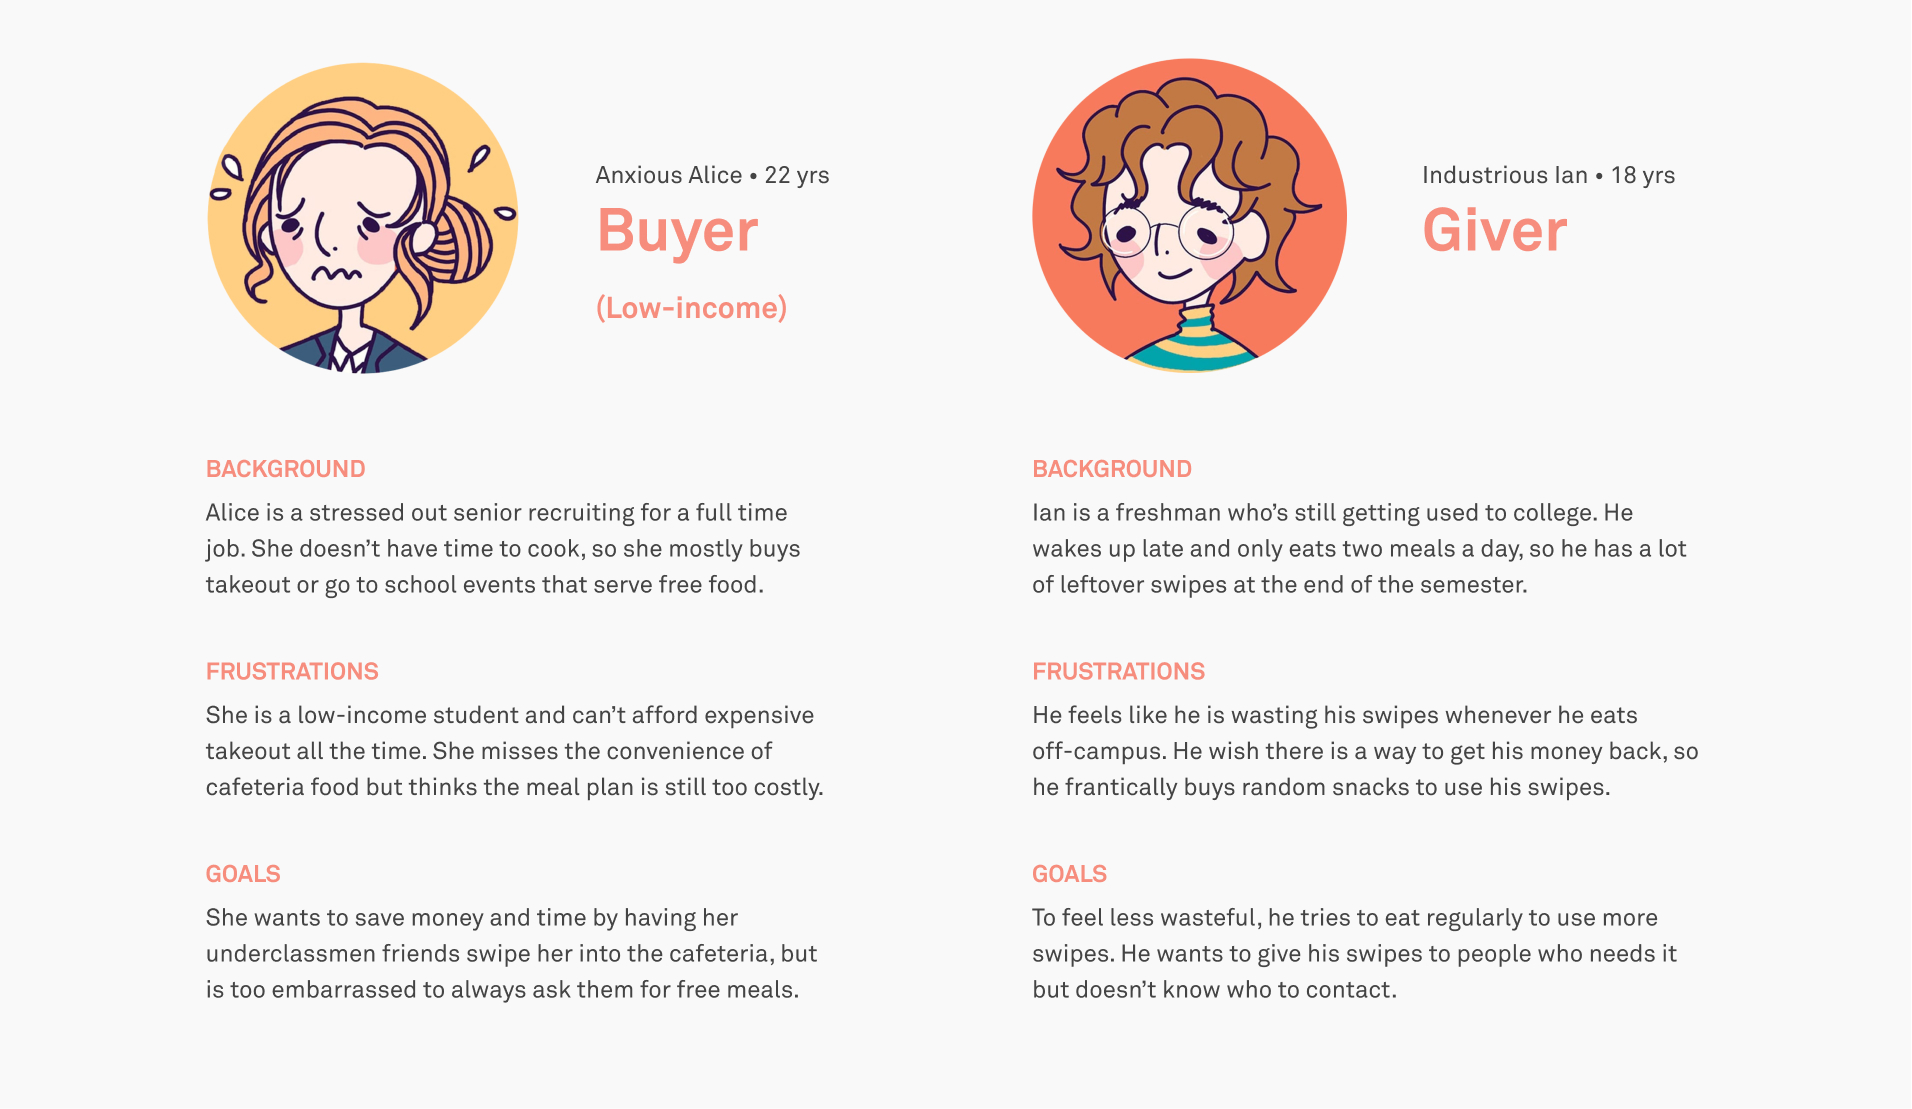 Anxious Alice • 22 yrs
Buyer
(Low-income)
BACKGROUND
Alice is a stressed out senior recruiting for a full time
job. She doesn’t have time to cook, so she mostly buys
takeout or go to school events that serve free food.
FRUSTRATIONS
She is a low-income student and can’t afford expensive
takeout all the time. She misses the convenience of
cafeteria food but thinks the meal plan is still too costly.
GOALS
She wants to save money and time by having her
underclassmen friends swipe her into the cafeteria, but
is too embarrassed to always ask them for free meals.
Industrious Ian • 18 yrs
Giver
BACKGROUND
Ian is a freshman who’s still getting used to college. He
wakes up late and only eats two meals a day, so he has a lot
of leftover swipes at the end of the semester.
FRUSTRATIONS
He feels like he is wasting his swipes whenever he eats
off-campus. He wish there is a way to get his money back, so
he frantically buys random snacks to use his swipes.
GOALS
To feel less wasteful, he tries to eat regularly to use more
swipes. He wants to give his swipes to people who needs it
but doesn’t know who to contact.